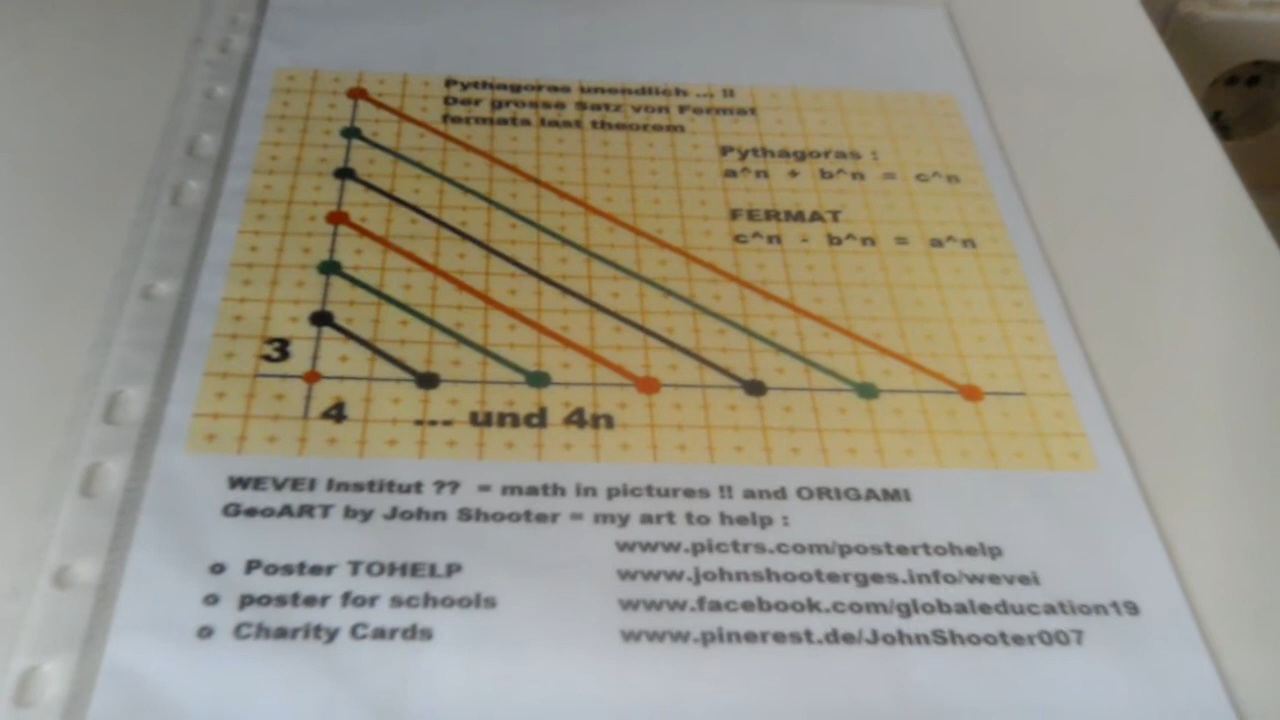 Pythagoras unendlich ... !!
Der grosse Satz von Fermat
fermats last theorem
Pythagoras :
a^n + b^n = c^n
FERMAT
c^n - b^n = a^n
3
4 ... und 4n
WEVEI Institut ?? = math in pictures !! and ORIGAMI
GeoART by John Shooter = my art to help :
www.pictrs.com/postertohelp
o Poster TOHELP
www.johnshooterges.info/wevei
o poster for schools
www.facebook.com/globaleducation19
o Charity Cards
www.pinerest.de/JohnShooter007